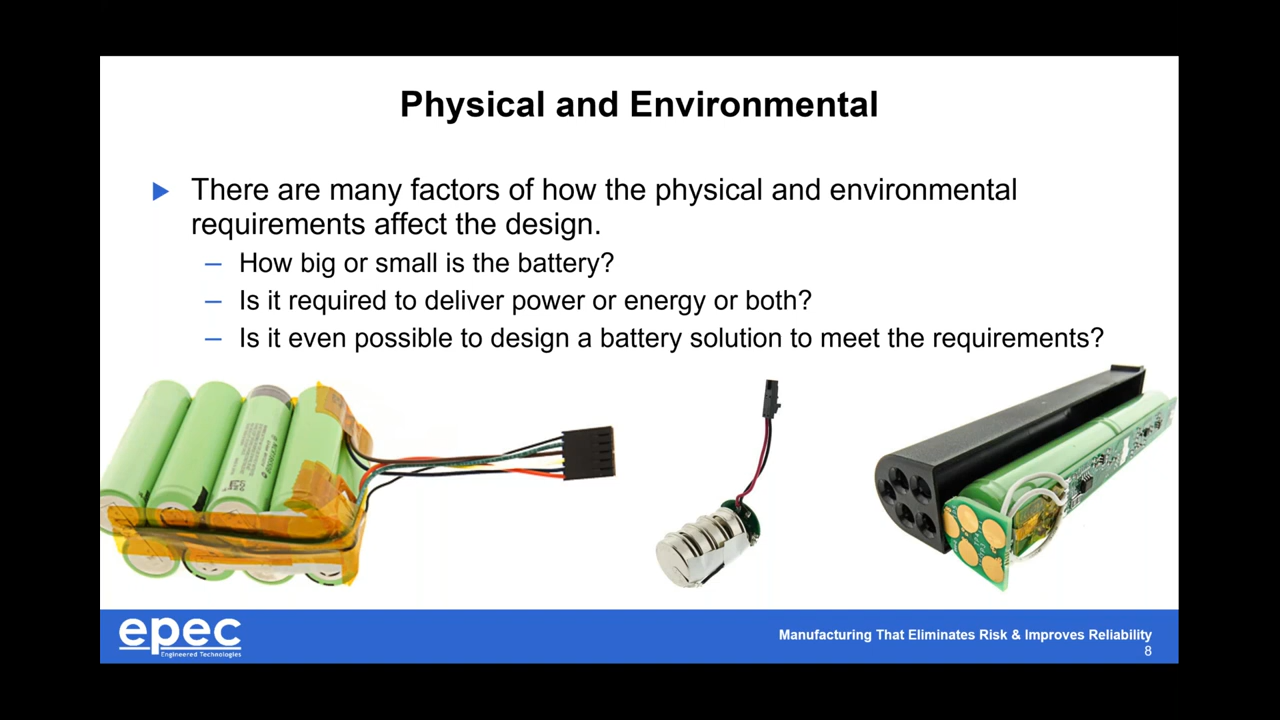 Physical and Environmental
There are many factors of how the physical and environmental
requirements affect the design.
– How big or small is the battery?
– Is it required to deliver power or energy or both?
– Is it even possible to design a battery solution to meet the requirements?
epec
Engineered Technologies
Manufacturing That Eliminates Risk & Improves Reliability
8